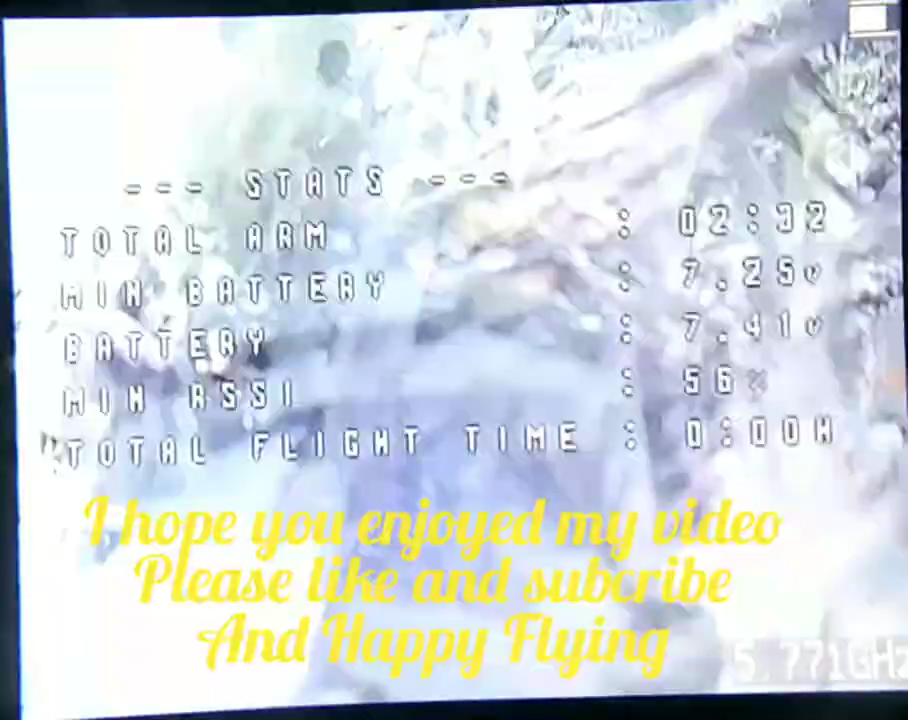 --- STATS ---
TOTAL ARM : 02:32
MIN BATTERY : 7.25v
BATTERY : 7.41v
MIN RSSI : 56%
TOTAL FLIGHT TIME : 0:00H
I hope you enjoyed my video
Please like and subcribe
And Happy Flying
5.771GHz